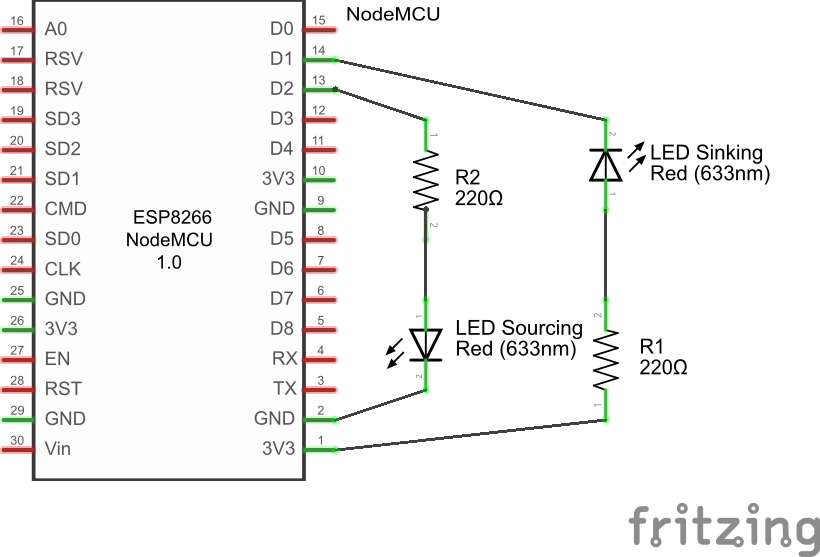 NodeMCU
16 A0 D0 15
17 RSV D1 14
18 RSV D2 13
19 SD3 D3 12
20 SD2 D4 11
21 SD1 3V3 10
22 CMD GND 9
23 SD0 D5 8
24 CLK D6 7
25 GND D7 6
26 3V3 D8 5
27 EN RX 4
28 RST TX 3
29 GND GND 2
30 Vin 3V3 1
ESP8266
NodeMCU
1.0
1
R2
220Ω
2
1
LED Sourcing
Red (633nm)
2
2
LED Sinking
Red (633nm)
1
2
R1
220Ω
1
fritzing